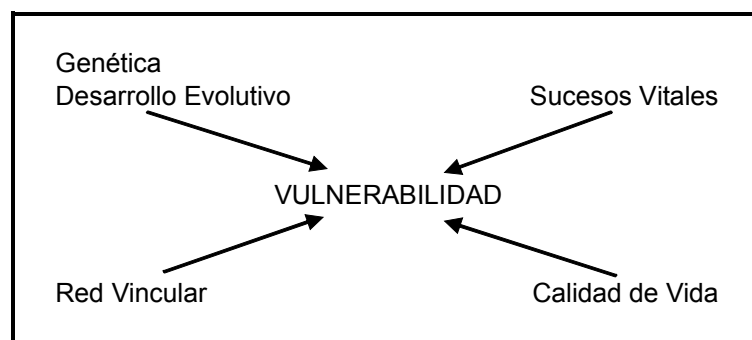 Genética
Desarrollo Evolutivo
Sucesos Vitales
VULNERABILIDAD
Red Vincular
Calidad de Vida